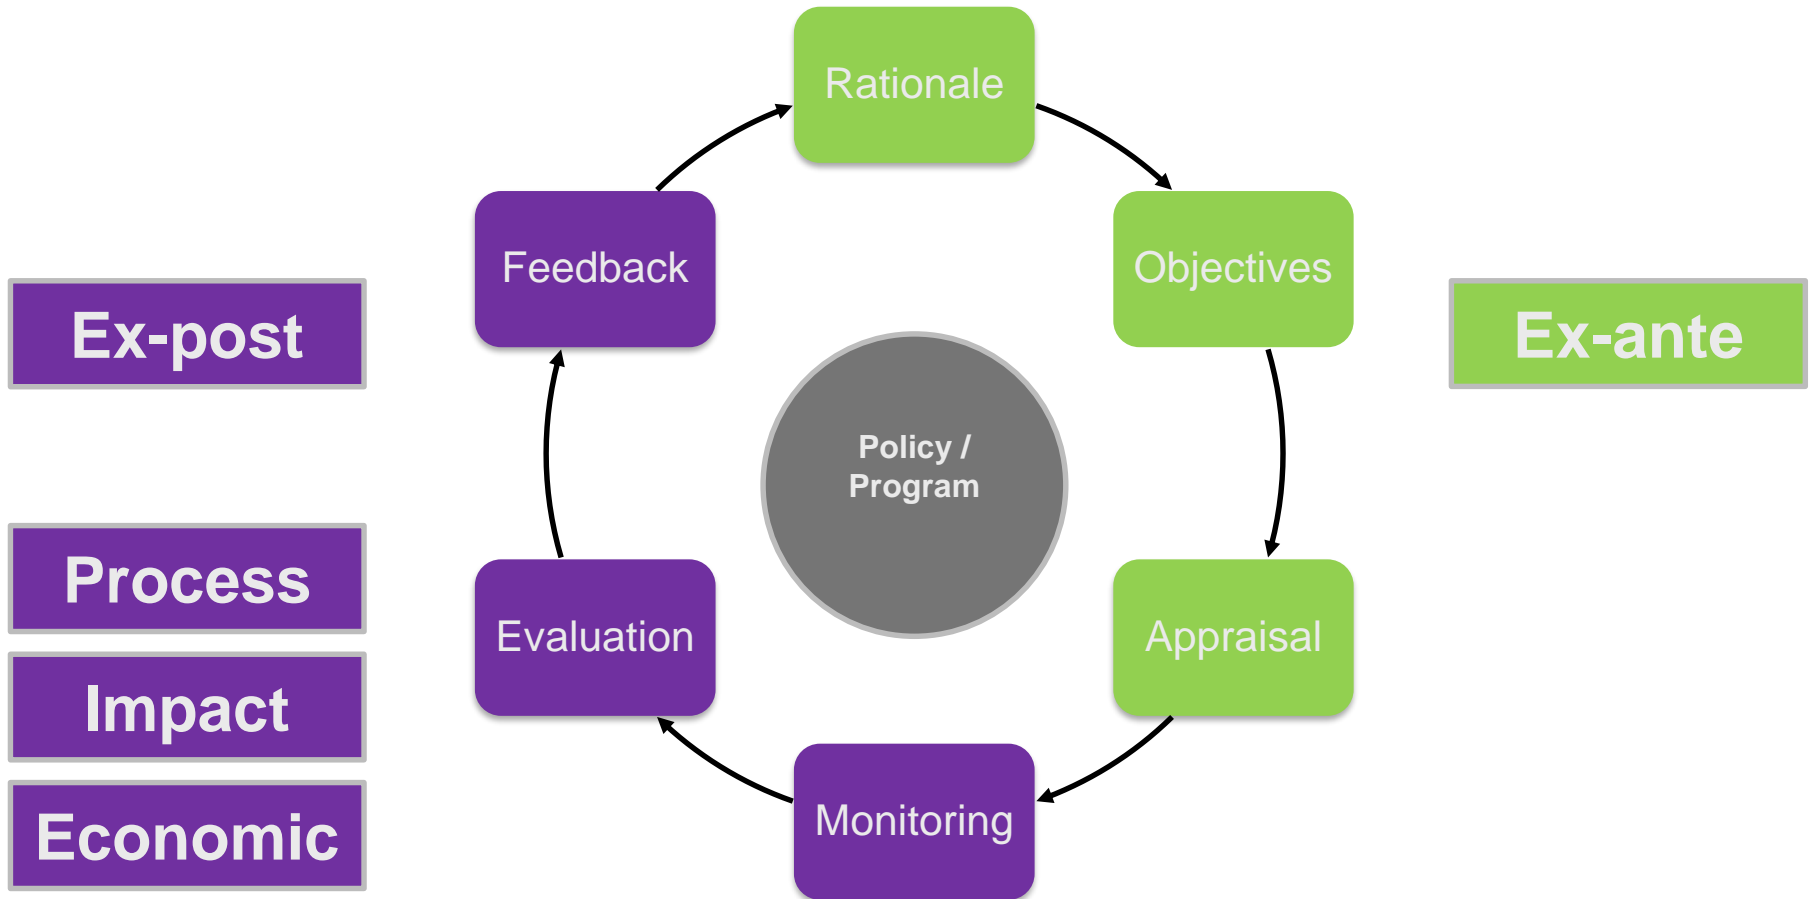 Rationale
Feedback
Objectives
Ex-post
Ex-ante
Policy /
Program
Process
Evaluation
Appraisal
Impact
Monitoring
Economic